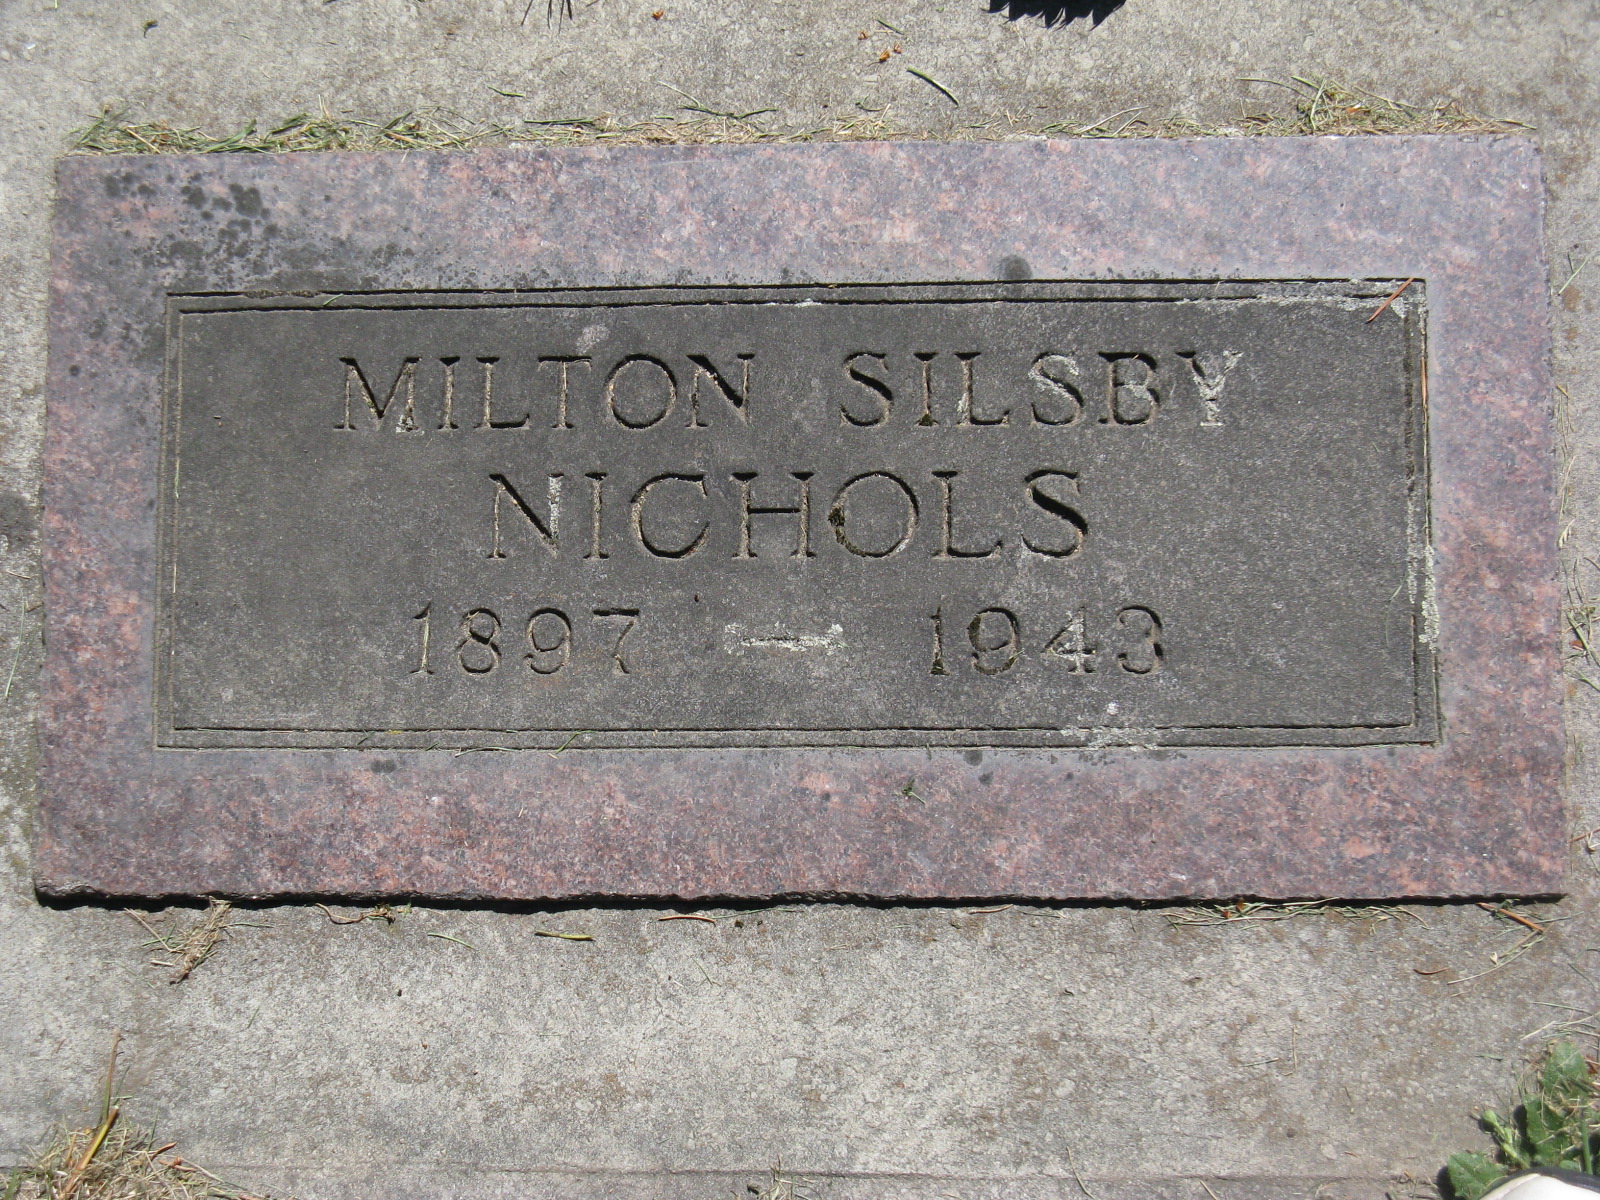 MILTON SILSBY
NICHOLS
1897 — 1943